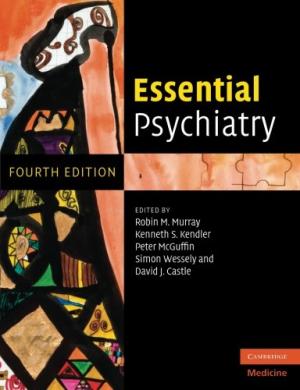 Essential
Psychiatry
FOURTH EDITION
EDITED BY
Robin M. Murray
Kenneth S. Kendler
Peter McGuffin
Simon Wessely and
David J. Castle
CAMBRIDGE
Medicine